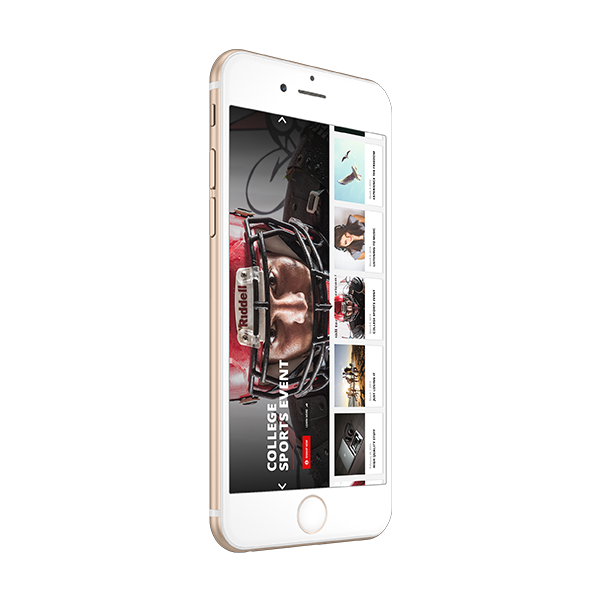 Riddell
COLLEGE
SPORTS EVENT
EXPERIENCE THE FREEDOM
LISTENING TO MUSIC
COLLEGE SPORTS EVENT
JUST LOVING IT
HIGH QUALITY STUFF